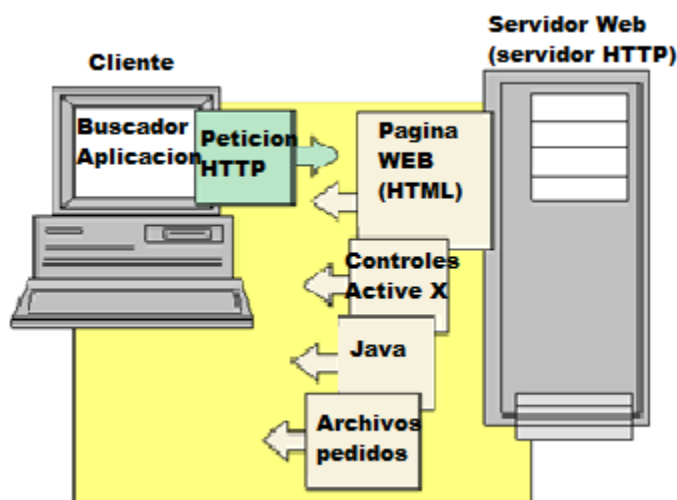 Servidor Web
(servidor HTTP)
Cliente
Buscador
Aplicacion
Peticion
HTTP
Pagina
WEB
(HTML)
Controles
Active X
Java
Archivos
pedidos